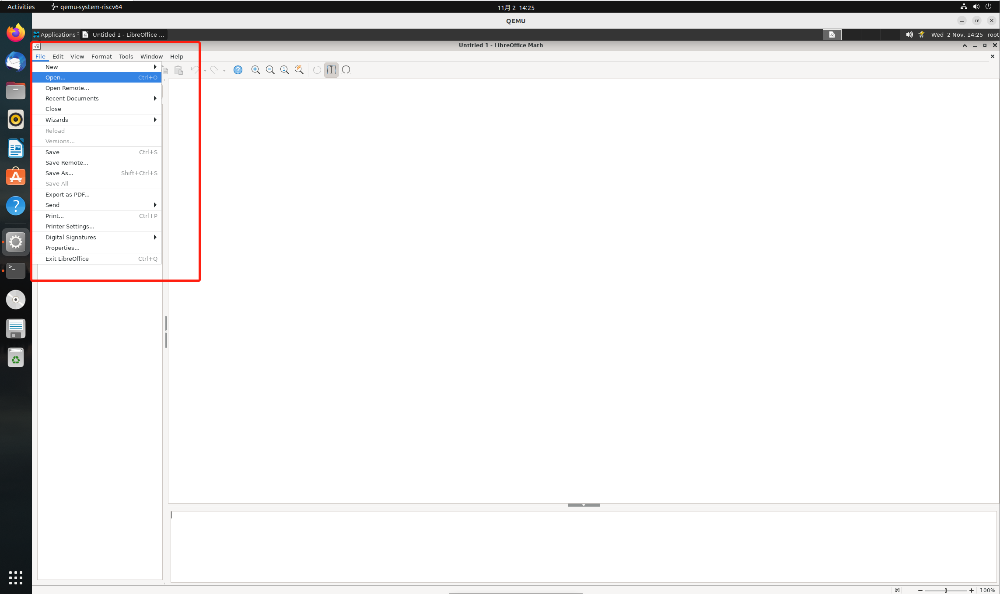 Activities qemu-system-riscv64 11月 2 14:25
QEMU
Applications Untitled 1 - LibreOffice ... Wed 2 Nov, 14:25 root
Untitled 1 - LibreOffice Math
File Edit View Format Tools Window Help
New
Open... Ctrl+O
Open Remote...
Recent Documents
Close
Wizards
Reload
Versions...
Save Ctrl+S
Save Remote...
Save As... Shift+Ctrl+S
Save All
Export as PDF...
Send
Print... Ctrl+P
Printer Settings...
Digital Signatures
Properties...
Exit LibreOffice Ctrl+Q
100%